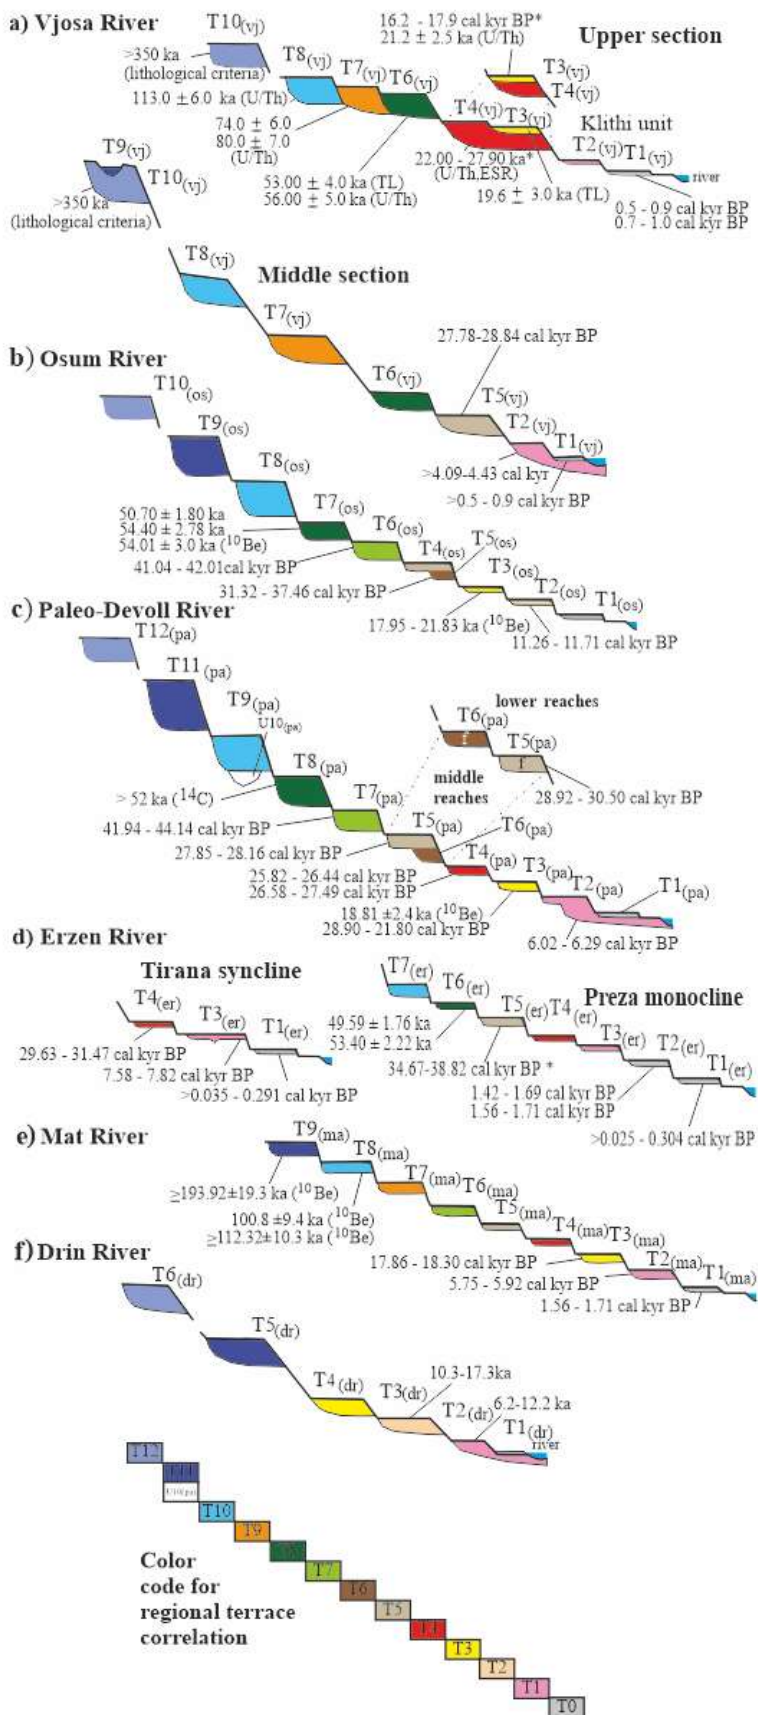 a) Vjosa River
T10(vj)
>350 ka
(lithological criteria)
T8(vj)
113.0 ±6.0 ka (U/Th)
T7(vj)
74.0 ± 6.0
80.0 ± 7.0
(U/Th)
T6(vj)
53.00 ± 4.0 ka (TL)
56.00 ± 5.0 ka (U/Th)
16.2 - 17.9 cal kyr BP*
21.2 ± 2.5 ka (U/Th)
Upper section
T3(vj)
T4(vj)
Klithi unit
T4(vj)
T3(vj)
22.00 - 27.90 ka*
(U/Th,ESR)
19.6 ± 3.0 ka (TL)
T2(vj)
T1(vj)
river
0.5 - 0.9 cal kyr BP
0.7 - 1.0 cal kyr BP
T9(vj)
T10(vj)
>350 ka
(lithological criteria)
T8(vj)
Middle section
T7(vj)
27.78-28.84 cal kyr BP
T6(vj)
T5(vj)
T2(vj)
T1(vj)
>4.09-4.43 cal kyr
>0.5 - 0.9 cal kyr BP
b) Osum River
T10(os)
T9(os)
T8(os)
50.70 ± 1.80 ka
54.40 ± 2.78 ka
54.01 ± 3.0 ka (10Be)
T7(os)
T6(os)
41.04 - 42.01cal kyr BP
T4(os)
T5(os)
31.32 - 37.46 cal kyr BP
T3(os)
T2(os)
T1(os)
17.95 - 21.83 ka (10Be)
11.26 - 11.71 cal kyr BP
c) Paleo-Devoll River
T12(pa)
T11(pa)
T9(pa)
U10(pa)
T8(pa)
> 52 ka (14C)
T7(pa)
41.94 - 44.14 cal kyr BP
lower reaches
T6(pa)
f
T5(pa)
f
28.92 - 30.50 cal kyr BP
middle
reaches
T5(pa)
T6(pa)
27.85 - 28.16 cal kyr BP
T4(pa)
25.82 - 26.44 cal kyr BP
26.58 - 27.49 cal kyr BP
T3(pa)
18.81 ±2.4 ka (10Be)
28.90 - 21.80 cal kyr BP
T2(pa)
T1(pa)
6.02 - 6.29 cal kyr BP
d) Erzen River
Tirana syncline
T4(er)
T3(er)
T1(er)
29.63 - 31.47 cal kyr BP
7.58 - 7.82 cal kyr BP
>0.035 - 0.291 cal kyr BP
Preza monocline
T7(er)
T6(er)
49.59 ± 1.76 ka
53.40 ± 2.22 ka
T5(er)
T4(er)
34.67-38.82 cal kyr BP *
T3(er)
T2(er)
T1(er)
1.42 - 1.69 cal kyr BP
1.56 - 1.71 cal kyr BP
>0.025 - 0.304 cal kyr BP
e) Mat River
T9(ma)
T8(ma)
≥193.92±19.3 ka (10Be)
100.8 ±9.4 ka (10Be)
≥112.32±10.3 ka (10Be)
T7(ma)
T6(ma)
T5(ma)
T4(ma)
T3(ma)
T2(ma)
T1(ma)
17.86 - 18.30 cal kyr BP
5.75 - 5.92 cal kyr BP
1.56 - 1.71 cal kyr BP
f) Drin River
T6(dr)
T5(dr)
T4(dr)
T3(dr)
10.3-17.3ka
T2(dr)
6.2-12.2 ka
T1(dr)
river
T12
T11
U10(pa)
T10
T9
T8
T7
T6
T5
T4
T3
T2
T1
T0
Color
code for
regional terrace
correlation